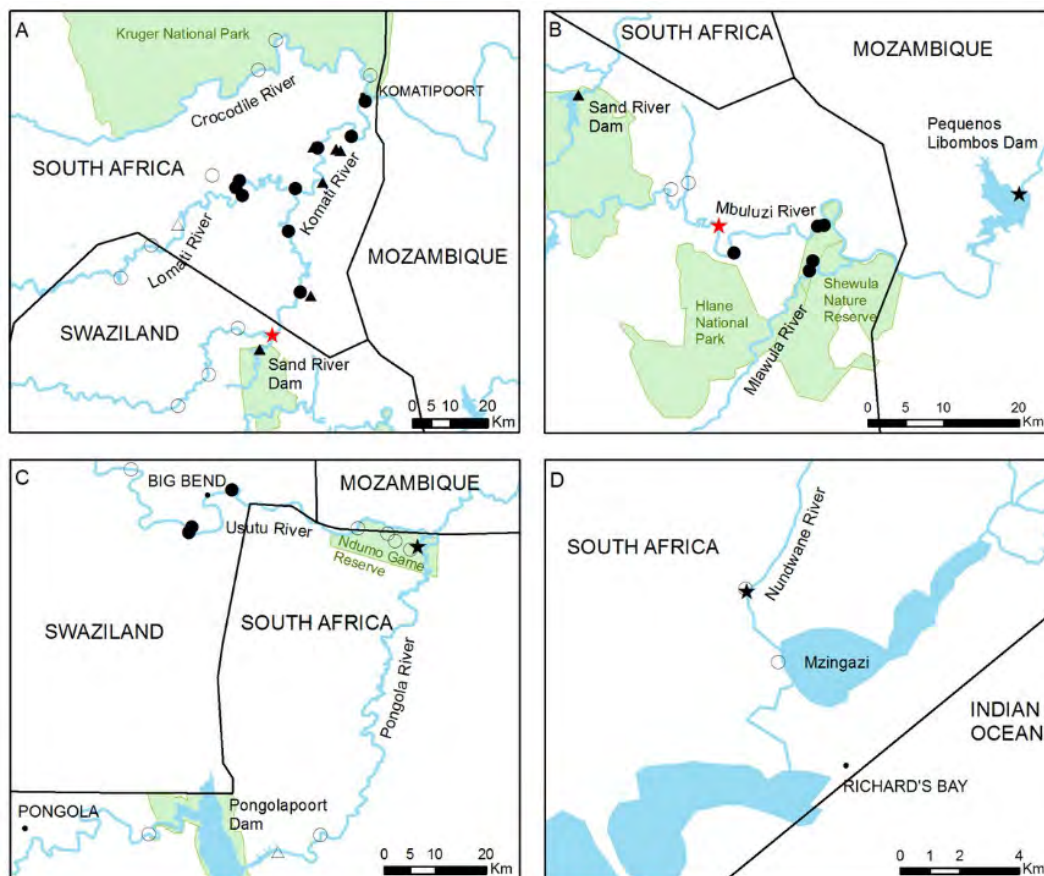 A
Kruger National Park
Crocodile River
KOMATIPOORT
SOUTH AFRICA
Komati River
Lomati River
MOZAMBIQUE
SWAZILAND
Sand River
Dam
0 5 10 20
Km
B
SOUTH AFRICA
MOZAMBIQUE
Sand River
Dam
Pequenos
Libombos Dam
Mbuluzi River
Hlane
National
Park
Mlawula River
Shewula
Nature
Reserve
0 5 10 20
Km
C
BIG BEND
MOZAMBIQUE
Usutu River
Ndumo Game
Reserve
SWAZILAND
SOUTH AFRICA
Pongola River
PONGOLA
Pongolapoort
Dam
0 5 10 20
Km
D
SOUTH AFRICA
Nundwane River
Mzingazi
INDIAN
OCEAN
RICHARD'S BAY
0 1 2 4
Km